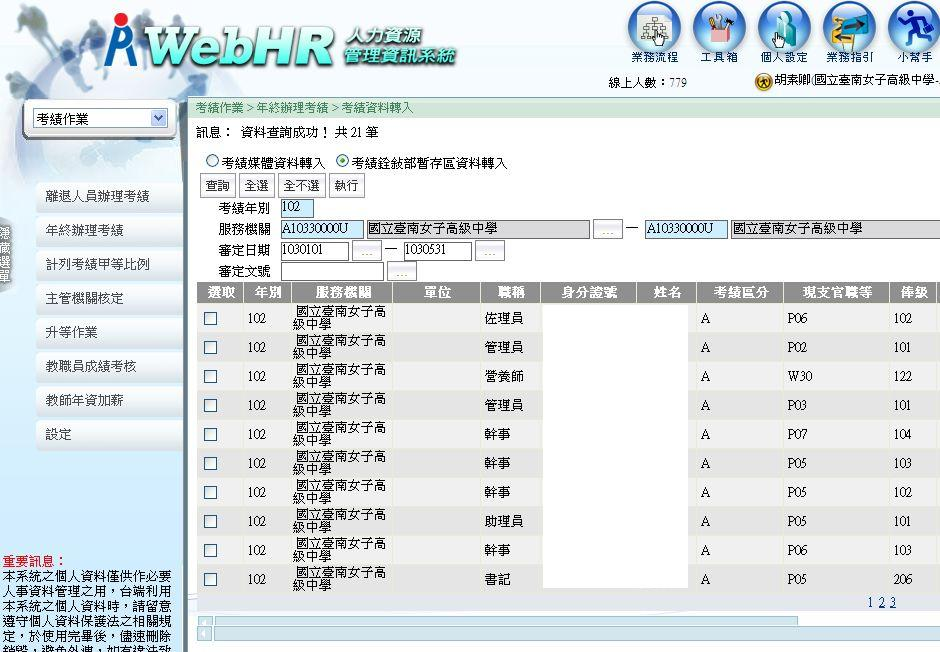 WebHR 人力資源
管理資訊系統
業務流程 工具箱 個人設定 業務指引 小幫手
線上人數：779
胡素卿(國立臺南女子高級中學-
考績作業
離退人員辦理考績
年終辦理考績
計列考績甲等比例
主管機關核定
升等作業
教職員成績考核
教師年資加薪
設定
隱藏選單
重要訊息：
本系統之個人資料僅供作必要
人事資料管理之用，台端利用
本系統之個人資料時，請留意
遵守個人資料保護法之相關規
定，於使用完畢後，儘速刪除
考績作業 > 年終辦理考績 > 考績資料轉入
訊息： 資料查詢成功！ 共 21 筆
考績媒體資料轉入 考績銓敘部暫存區資料轉入
查詢 全選 全不選 執行
考績年別 102
服務機關 A10330000U 國立臺南女子高級中學 ... — A10330000U 國立臺南女子高級中學
審定日期 1030101 ... — 1030531 ...
審定文號 ...
選取 年別 服務機關 單位 職稱 身分證號 姓名 考績區分 現支官職等 俸級
102 國立臺南女子高級中學 佐理員 A P06 102
102 國立臺南女子高級中學 管理員 A P02 101
102 國立臺南女子高級中學 營養師 A W30 122
102 國立臺南女子高級中學 管理員 A P03 101
102 國立臺南女子高級中學 幹事 A P07 104
102 國立臺南女子高級中學 幹事 A P05 103
102 國立臺南女子高級中學 幹事 A P05 102
102 國立臺南女子高級中學 助理員 A P05 101
102 國立臺南女子高級中學 幹事 A P06 103
102 國立臺南女子高級中學 書記 A P05 206
1 2 3